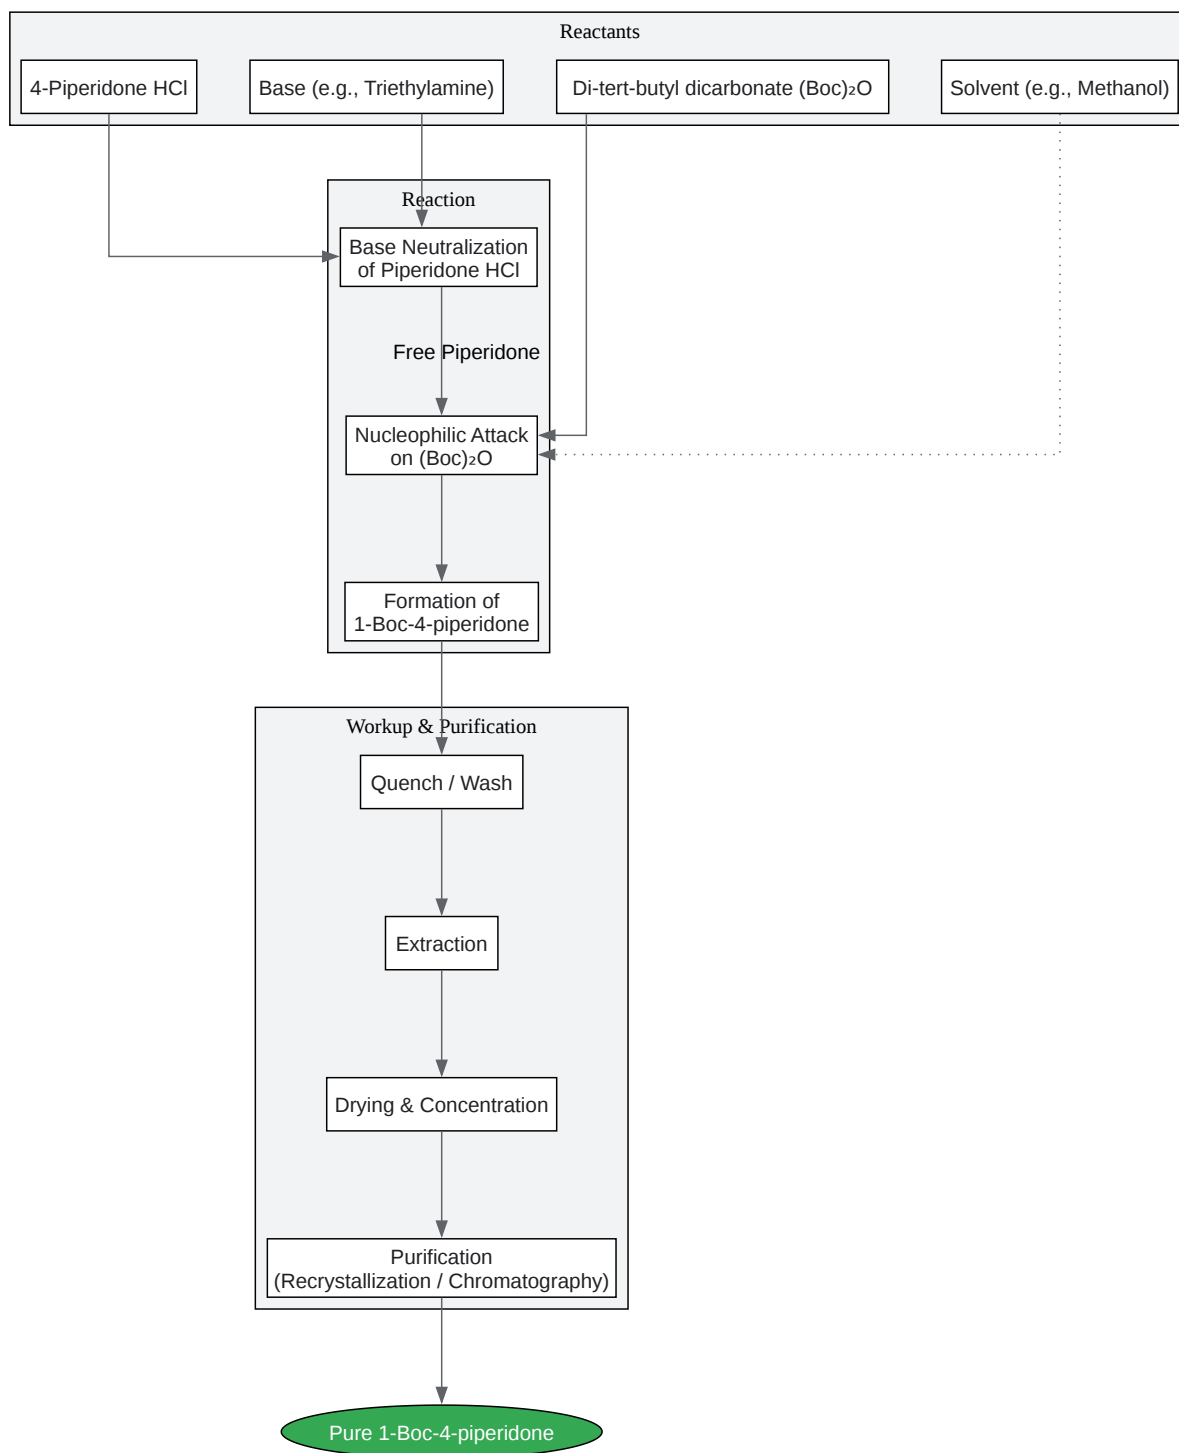 Reactants
4-Piperidone HCl
Base (e.g., Triethylamine)
Di-tert-butyl dicarbonate (Boc)₂O
Solvent (e.g., Methanol)
Reaction
Base Neutralization
of Piperidone HCl
Free Piperidone
Nucleophilic Attack
on (Boc)₂O
Formation of
1-Boc-4-piperidone
Workup & Purification
Quench / Wash
Extraction
Drying & Concentration
Purification
(Recrystallization / Chromatography)
Pure 1-Boc-4-piperidone